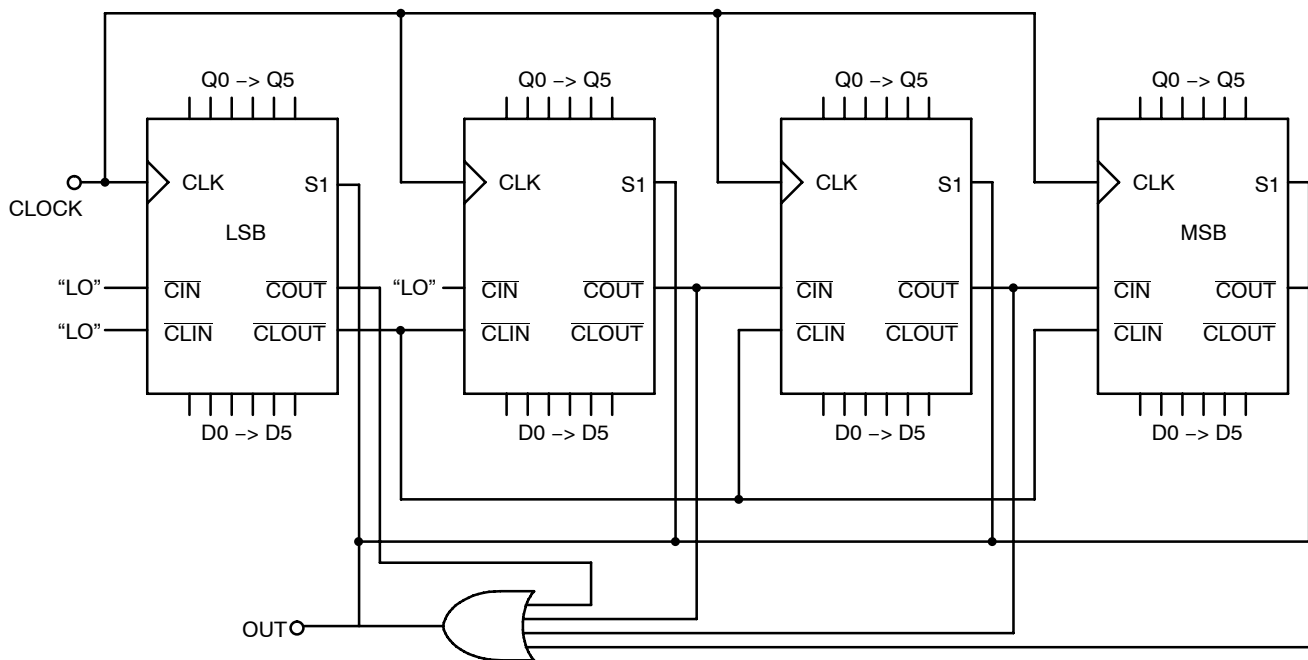 Q0 –> Q5
Q0 –> Q5
Q0 –> Q5
Q0 –> Q5
CLK
S1
CLK
S1
CLK
S1
CLK
S1
CLOCK
LSB
MSB
“LO”
CIN
COUT
“LO”
CIN
COUT
CIN
COUT
CIN
COUT
“LO”
CLIN
CLOUT
CLIN
CLOUT
CLIN
CLOUT
CLIN
CLOUT
D0 –> D5
D0 –> D5
D0 –> D5
D0 –> D5
OUT